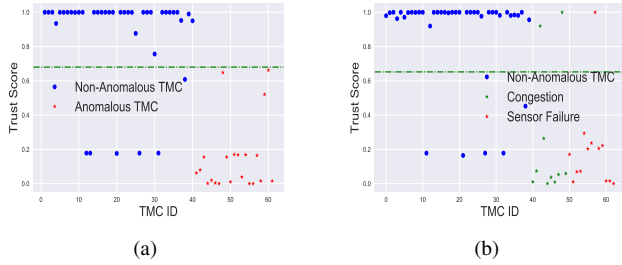 Trust Score
1.0
0.8
0.6
0.4
0.2
0.0
Non-Anomalous TMC
Anomalous TMC
0 10 20 30 40 50 60
TMC ID
(a)
Trust Score
1.0
0.8
0.6
0.4
0.2
0.0
Non-Anomalous TMC
Congestion
Sensor Failure
0 10 20 30 40 50 60
TMC ID
(b)